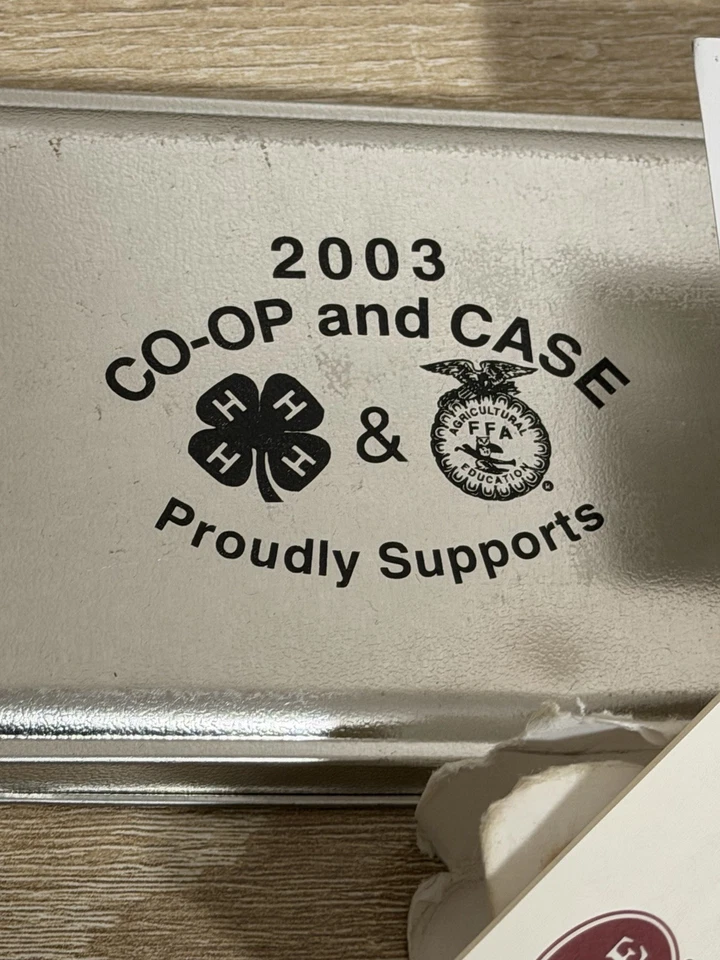 2003
CO-OP and CASE
H H
H H
&
AGRICULTURAL
FFA
EDUCATION
Proudly Supports